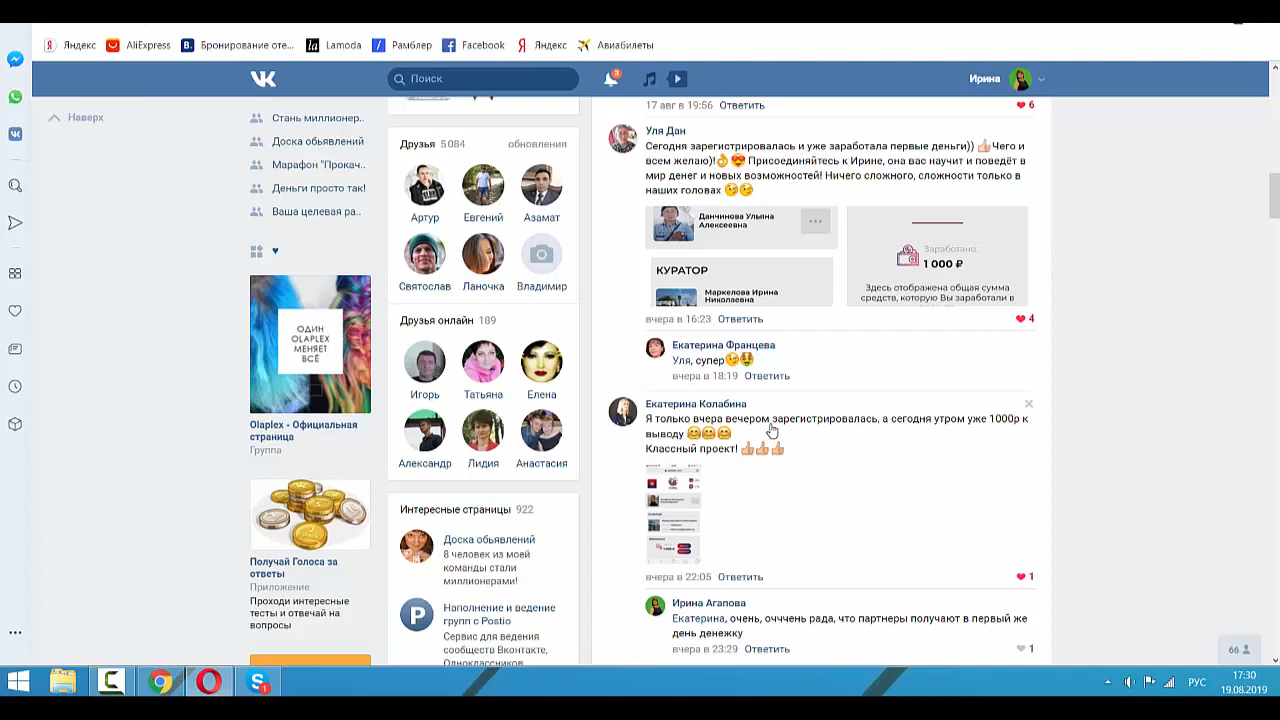 Яндекс
AliExpress
B.
Бронирование оте...
la
Lamoda
Рамблер
Facebook
Яндекс
Авиабилеты
Поиск
3
Ирина
Наверх
Стань миллионер..
Доска обьявлений
Марафон "Прокач..
Деньги просто так!
Ваша целевая ра..
ОДИН
OLAPLEX
МЕНЯЕТ
ВСЁ
Olaplex - Официальная
страница
Группа
Получай Голоса за
ответы
Приложение
Проходи интересные
тесты и отвечай на
вопросы
Друзья 5 084
обновления
Артур
Евгений
Азамат
Святослав
Ланочка
Владимир
Друзья онлайн 189
Игорь
Татьяна
Елена
Александр
Лидия
Анастасия
Интересные страницы 922
Доска обьявлений
8 человек из моей
команды стали
миллионерами!
Наполнение и ведение
групп с Postio
Сервис для ведения
сообществ Вконтакте,
Одноклассников
17 авг в 19:56 Ответить
6
Уля Дан
Сегодня зарегистрировалась и уже заработала первые деньги)) 👍Чего и
всем желаю)!👌😍 Присоединяйтесь к Ирине, она вас научит и поведёт в
мир денег и новых возможностей! Ничего сложного, сложности только в
наших головах 😉😉
Данчинова Ульяна
Алексеевна
КУРАТОР
Маркелова Ирина
Николаевна
Заработано:
1 000 ₽
Здесь отображена общая сумма
средств, которую Вы заработали в
вчера в 16:23 Ответить
4
Екатерина Францева
Уля, супер😉🤑
вчера в 18:19 Ответить
Екатерина Колабина
Я только вчера вечером зарегистрировалась, а сегодня утром уже 1000р к
выводу 🤗🤗🤗
Классный проект! 👍👍👍
вчера в 22:05 Ответить
1
Ирина Агапова
Екатерина, очень, оччень рада, что партнеры получают в первый же
день денежку
вчера в 23:29 Ответить
1
66
РУС
17:30
19.08.2019